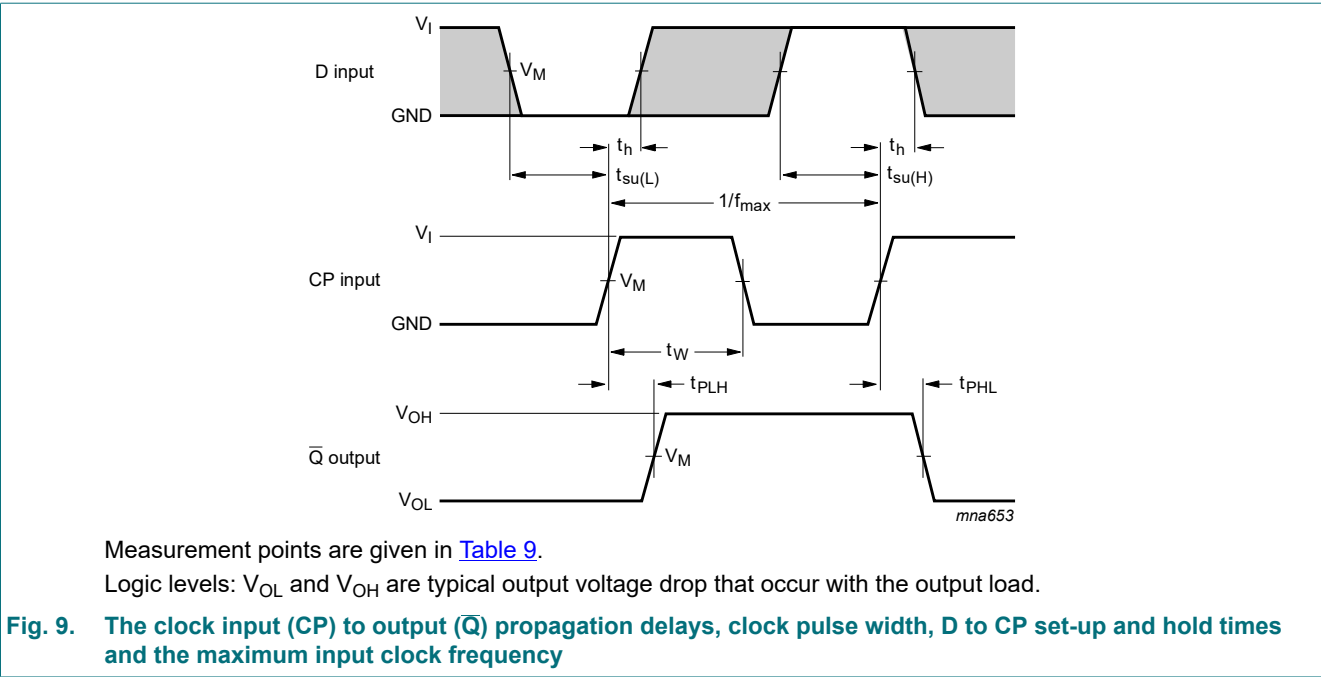 V_I
D input
V_M
GND
t_h
t_h
t_su(L)
t_su(H)
1/f_max
V_I
CP input
V_M
GND
t_W
t_PLH
t_PHL
V_OH
Q̅ output
V_M
V_OL
mna653
Measurement points are given in Table 9.
Logic levels: V_OL and V_OH are typical output voltage drop that occur with the output load.
Fig. 9. The clock input (CP) to output (Q̅) propagation delays, clock pulse width, D to CP set-up and hold times
and the maximum input clock frequency